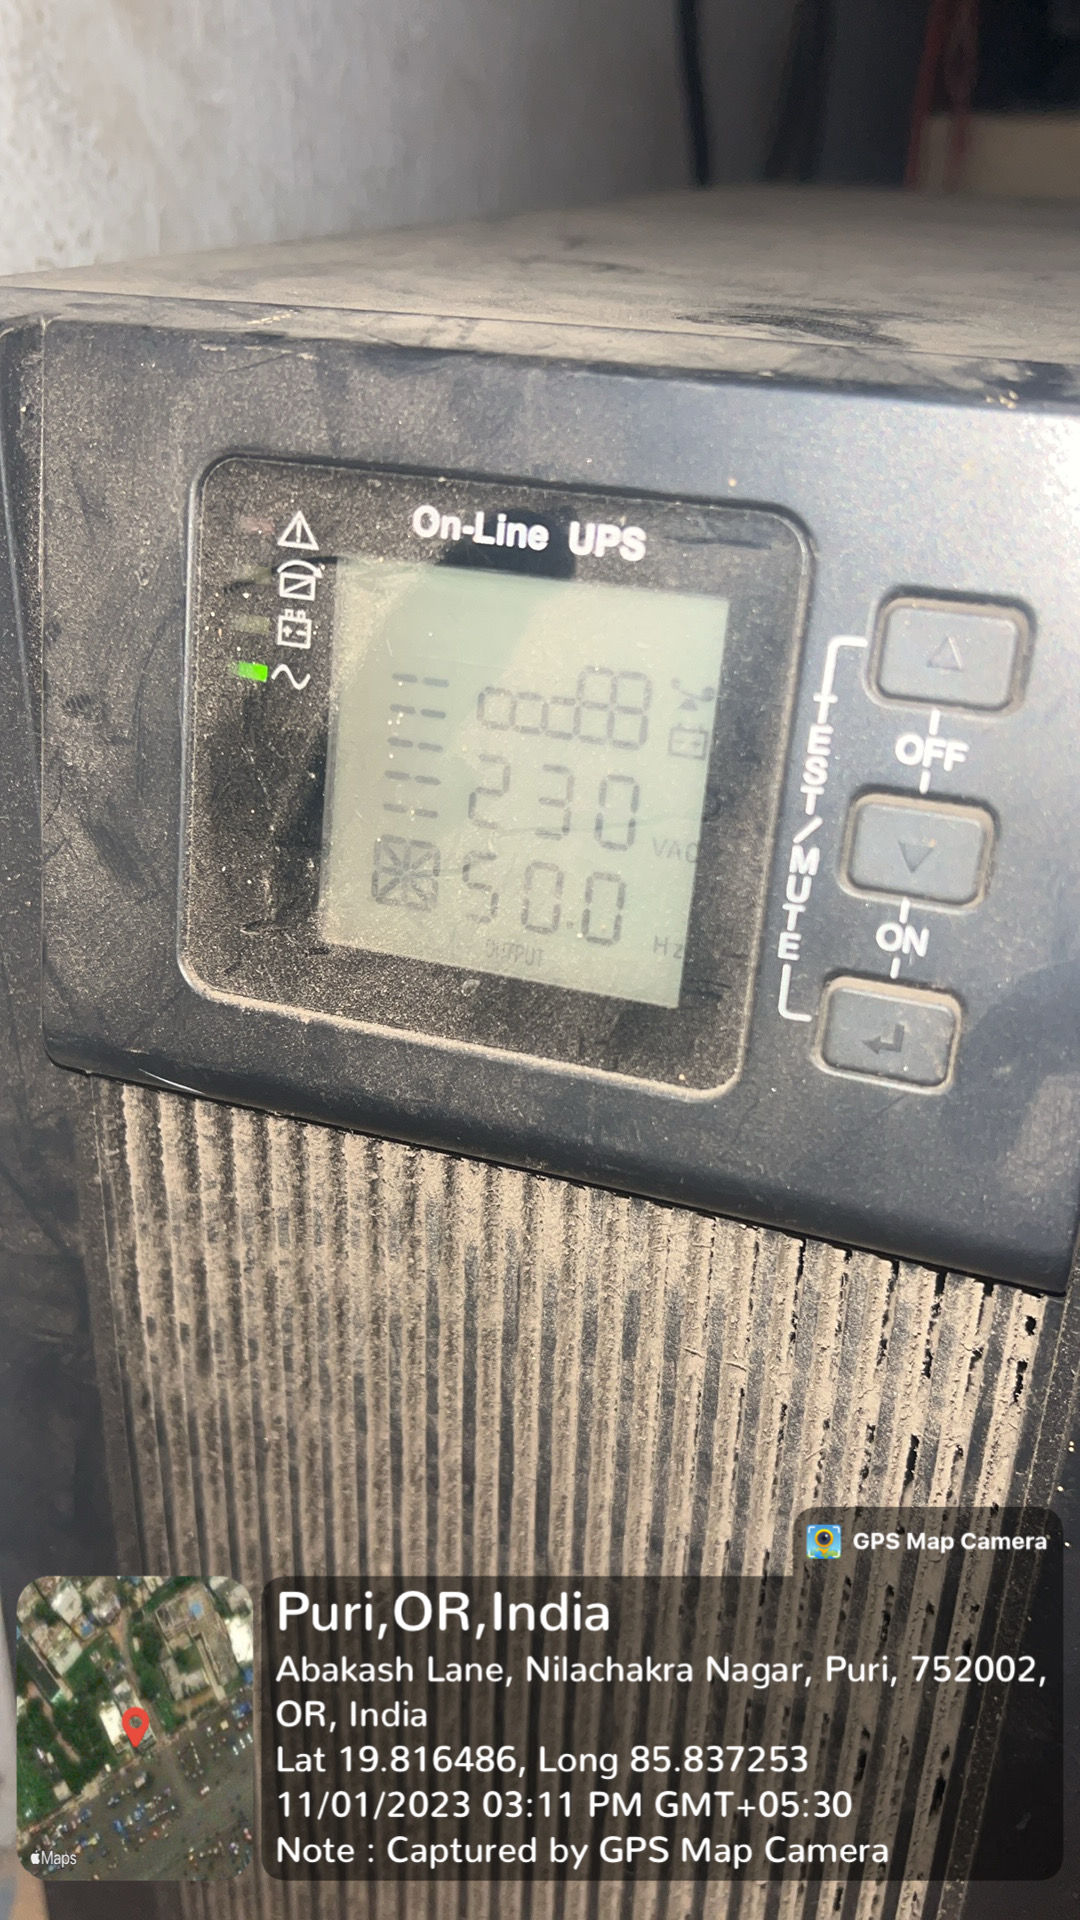 On-Line UPS
230 VAC
50.0 Hz
OUTPUT
TEST/MUTE
OFF
ON
GPS Map Camera
Puri,OR,India
Abakash Lane, Nilachakra Nagar, Puri, 752002,
OR, India
Lat 19.816486, Long 85.837253
11/01/2023 03:11 PM GMT+05:30
Note : Captured by GPS Map Camera
Maps